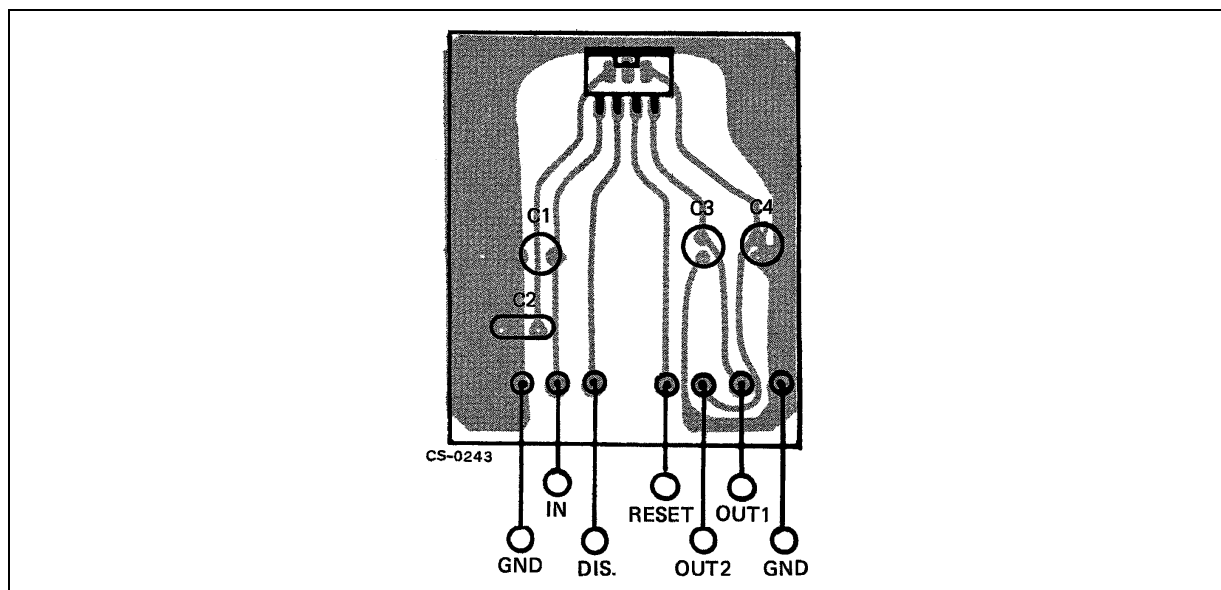 C1
C3
C4
C2
CS-0243
IN
RESET
OUT1
GND
DIS.
OUT2
GND